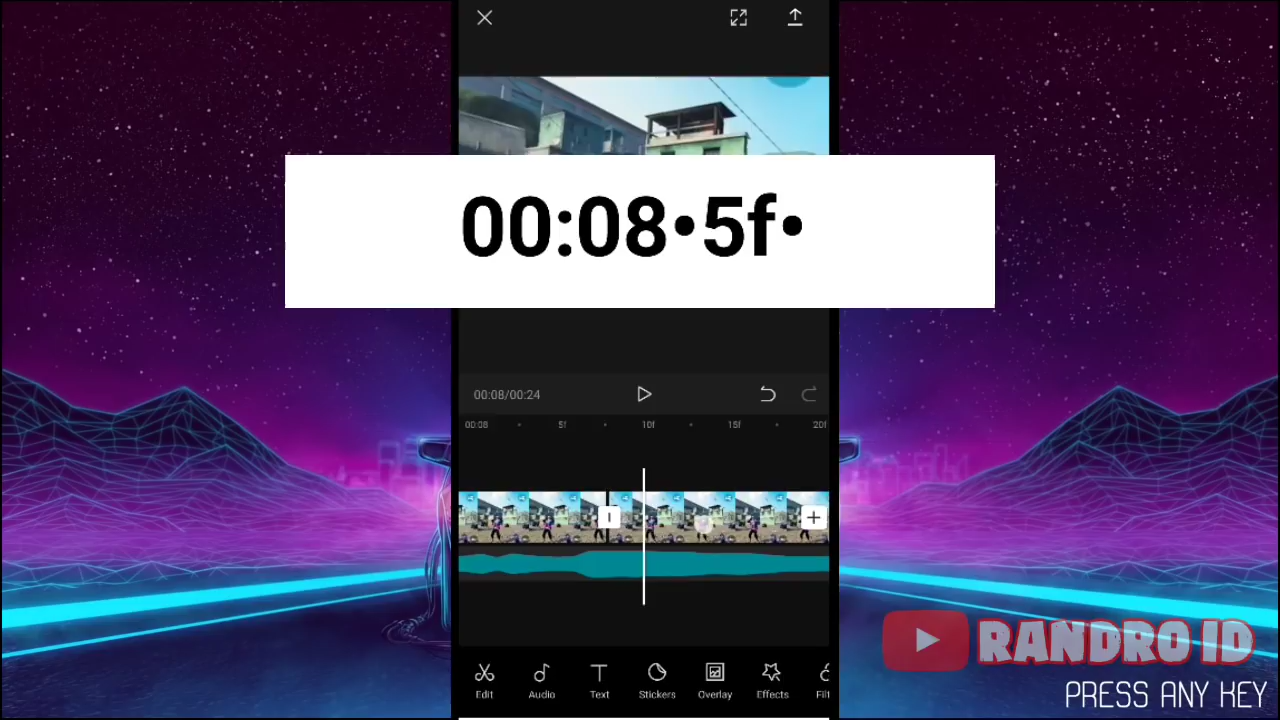 00:08•5f•
00:08/00:24
00:08 • 5f • 10f • 15f • 20f
Edit Audio Text Stickers Overlay Effects Filt
RANDRO ID
PRESS ANY KEY